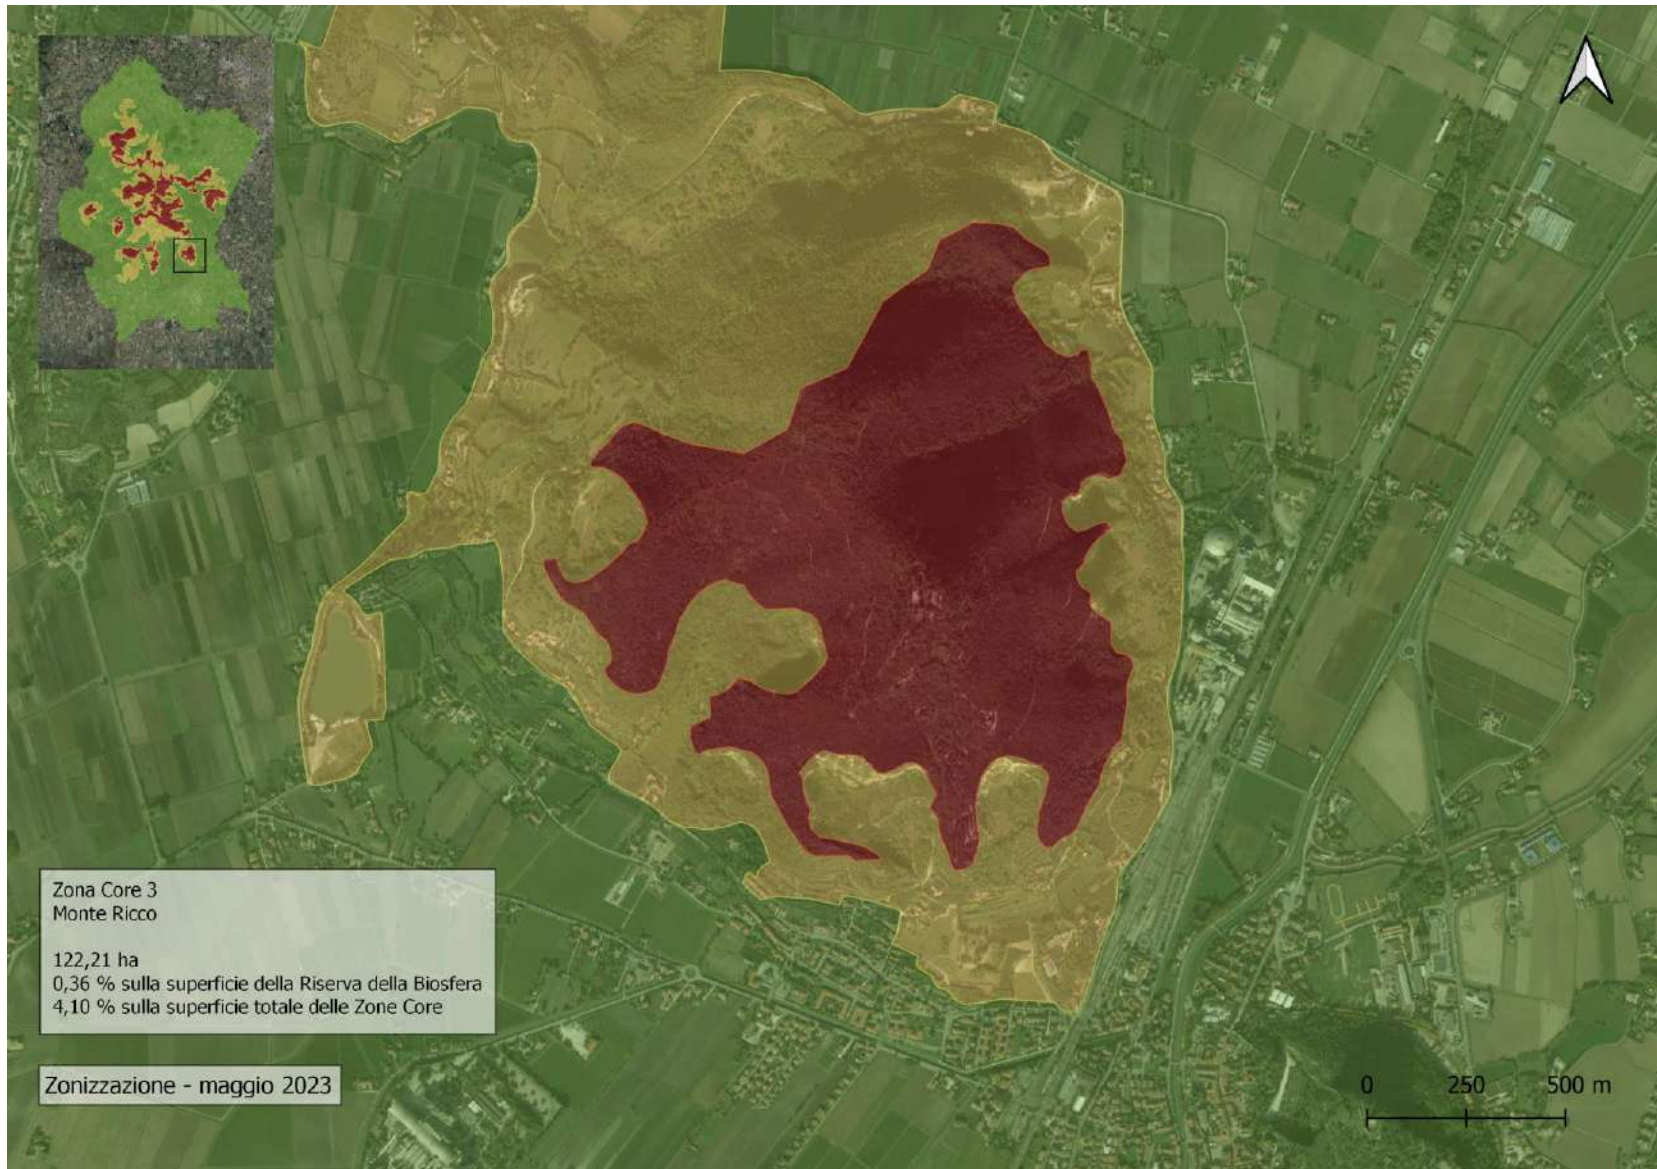 Zona Core 3
Monte Ricco
122,21 ha
0,36 % sulla superficie della Riserva della Biosfera
4,10 % sulla superficie totale delle Zone Core
Zonizzazione - maggio 2023
0 250 500 m